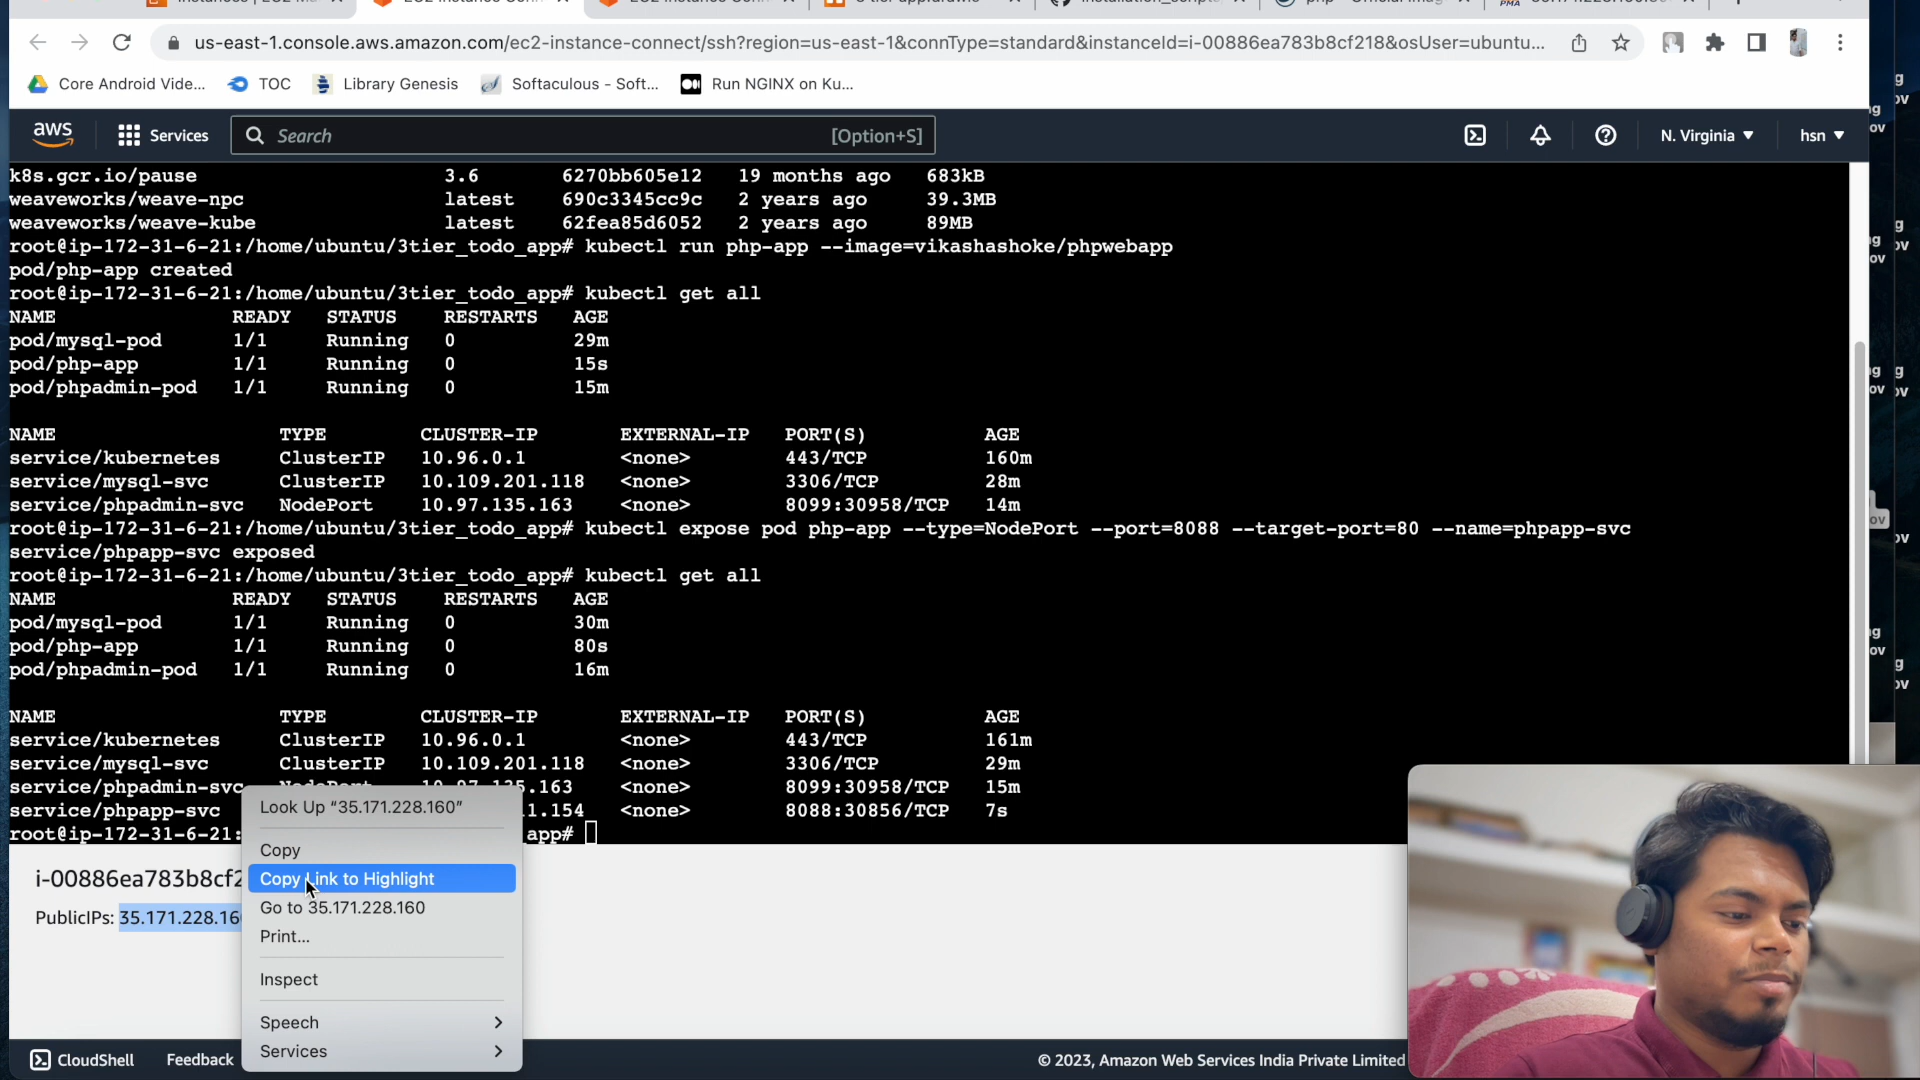 us-east-1.console.aws.amazon.com/ec2-instance-connect/ssh?region=us-east-1&connType=standard&instanceId=i-00886ea783b8cf218&osUser=ubuntu...
Core Android Vide... TOC Library Genesis Softaculous - Soft... Run NGINX on Ku...
aws Services Search [Option+S] N. Virginia hsn
k8s.gcr.io/pause 3.6 6270bb605e12 19 months ago 683kB
weaveworks/weave-npc latest 690c3345cc9c 2 years ago 39.3MB
weaveworks/weave-kube latest 62fea85d6052 2 years ago 89MB
root@ip-172-31-6-21:/home/ubuntu/3tier_todo_app# kubectl run php-app --image=vikashashoke/phpwebapp
pod/php-app created
root@ip-172-31-6-21:/home/ubuntu/3tier_todo_app# kubectl get all
NAME READY STATUS RESTARTS AGE
pod/mysql-pod 1/1 Running 0 29m
pod/php-app 1/1 Running 0 15s
pod/phpadmin-pod 1/1 Running 0 15m
NAME TYPE CLUSTER-IP EXTERNAL-IP PORT(S) AGE
service/kubernetes ClusterIP 10.96.0.1 <none> 443/TCP 160m
service/mysql-svc ClusterIP 10.109.201.118 <none> 3306/TCP 28m
service/phpadmin-svc NodePort 10.97.135.163 <none> 8099:30958/TCP 14m
root@ip-172-31-6-21:/home/ubuntu/3tier_todo_app# kubectl expose pod php-app --type=NodePort --port=8088 --target-port=80 --name=phpapp-svc
service/phpapp-svc exposed
root@ip-172-31-6-21:/home/ubuntu/3tier_todo_app# kubectl get all
NAME READY STATUS RESTARTS AGE
pod/mysql-pod 1/1 Running 0 30m
pod/php-app 1/1 Running 0 80s
pod/phpadmin-pod 1/1 Running 0 16m
NAME TYPE CLUSTER-IP EXTERNAL-IP PORT(S) AGE
service/kubernetes ClusterIP 10.96.0.1 <none> 443/TCP 161m
service/mysql-svc ClusterIP 10.109.201.118 <none> 3306/TCP 29m
service/phpadmin-svc NodePort 10.97.135.163 <none> 8099:30958/TCP 15m
service/phpapp-svc 1.154 <none> 8088:30856/TCP 7s
root@ip-172-31-6-21: app#
Look Up "35.171.228.160"
Copy
Copy Link to Highlight
Go to 35.171.228.160
Print...
Inspect
Speech
Services
i-00886ea783b8cf2
PublicIPs: 35.171.228.160
CloudShell Feedback © 2023, Amazon Web Services India Private Limited